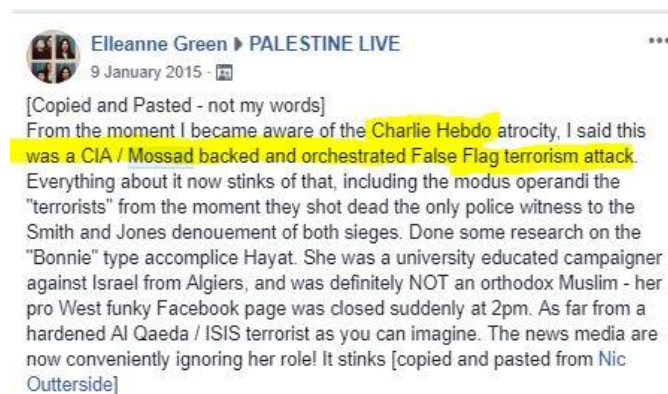 Elleanne Green ▶ PALESTINE LIVE
9 January 2015 ·
[Copied and Pasted - not my words]
From the moment I became aware of the Charlie Hebdo atrocity, I said this
was a CIA / Mossad backed and orchestrated False Flag terrorism attack.
Everything about it now stinks of that, including the modus operandi the
"terrorists" from the moment they shot dead the only police witness to the
Smith and Jones denouement of both sieges. Done some research on the
"Bonnie" type accomplice Hayat. She was a university educated campaigner
against Israel from Algiers, and was definitely NOT an orthodox Muslim - her
pro West funky Facebook page was closed suddenly at 2pm. As far from a
hardened Al Qaeda / ISIS terrorist as you can imagine. The news media are
now conveniently ignoring her role! It stinks [copied and pasted from Nic
Outterside]